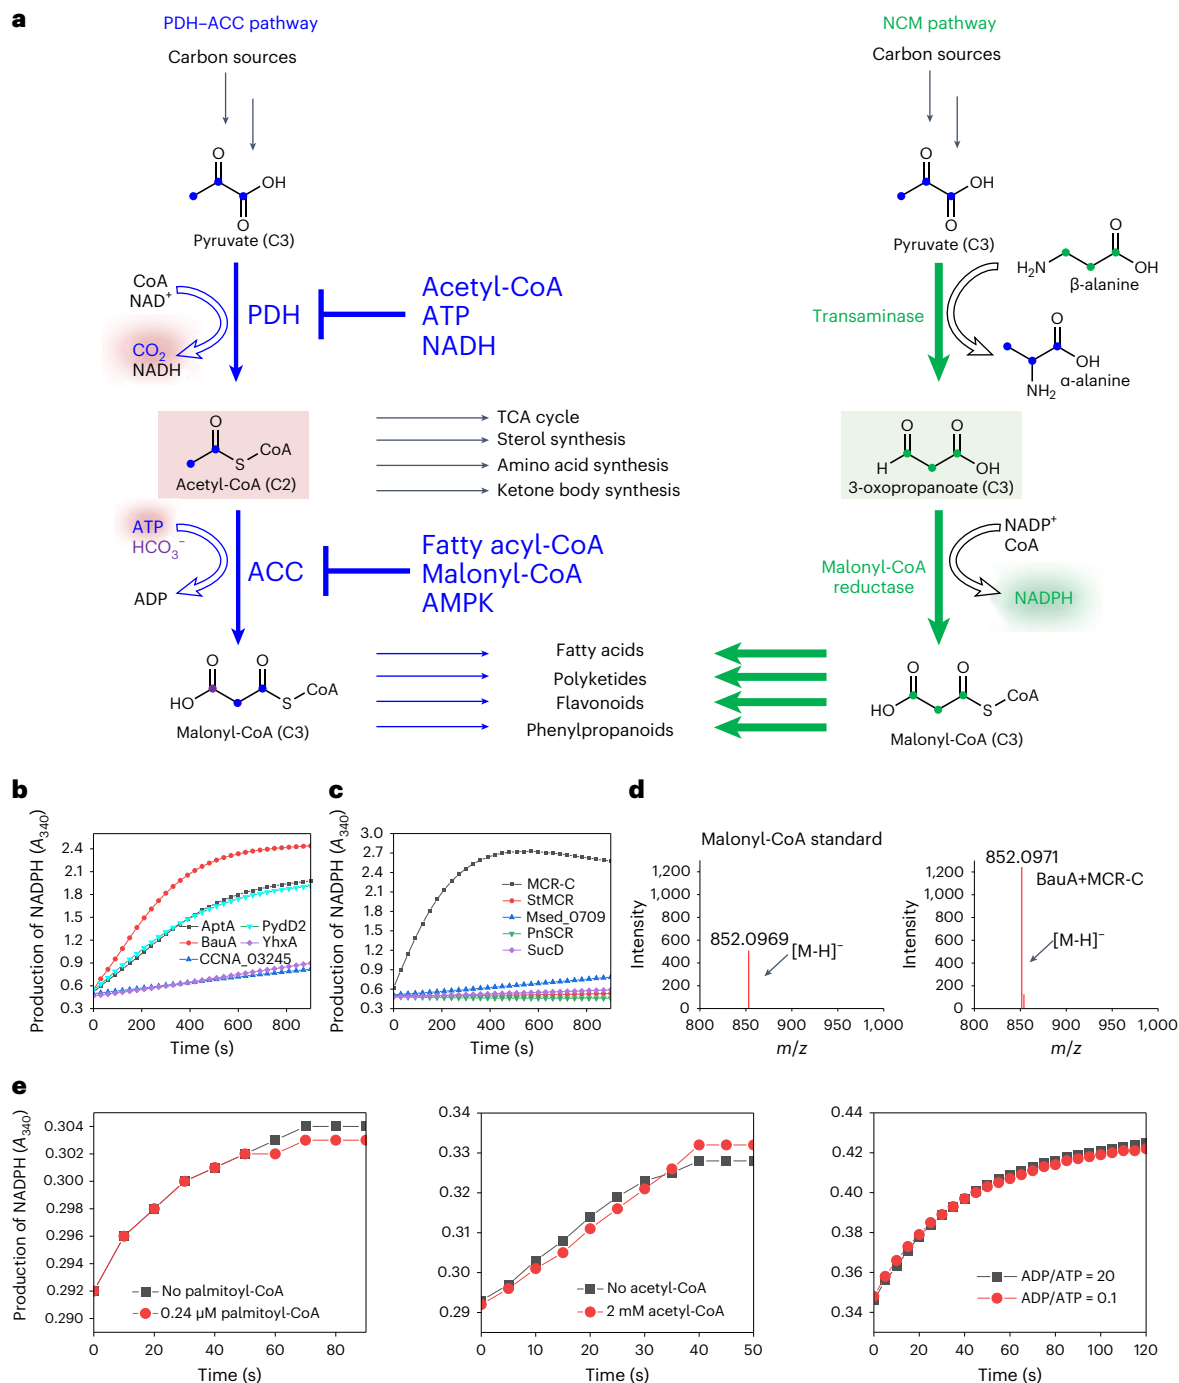 a
PDH–ACC pathway
Carbon sources
O
OH
O
Pyruvate (C3)
CoA
NAD⁺
CO₂
NADH
PDH
Acetyl-CoA
ATP
NADH
O
S
CoA
Acetyl-CoA (C2)
TCA cycle
Sterol synthesis
Amino acid synthesis
Ketone body synthesis
ATP
HCO₃⁻
ADP
ACC
Fatty acyl-CoA
Malonyl-CoA
AMPK
O O
HO S CoA
Malonyl-CoA (C3)
Fatty acids
Polyketides
Flavonoids
Phenylpropanoids
NCM pathway
Carbon sources
O
OH
O
Pyruvate (C3)
O
H₂N OH
β-alanine
Transaminase
O
OH
NH₂
α-alanine
O O
H OH
3-oxopropanoate (C3)
NADP⁺
CoA
Malonyl-CoA
reductase
NADPH
O O
HO S CoA
Malonyl-CoA (C3)
b
Production of NADPH (A₃₄₀)
2.4
2.1
1.8
1.5
1.2
0.9
0.6
0.3
AptA PydD2
BauA YhxA
CCNA_03245
0 200 400 600 800
Time (s)
c
Production of NADPH (A₃₄₀)
3.0
2.7
2.4
2.1
1.8
1.5
1.2
0.9
0.6
0.3
MCR-C
StMCR
Msed_0709
PnSCR
SucD
0 200 400 600 800
Time (s)
d
Malonyl-CoA standard
Intensity
1,200
1,000
800
600
400
200
0
852.0969
[M-H]⁻
800 850 900 950 1,000
m/z
852.0971
BauA+MCR-C
Intensity
1,200
1,000
800
600
400
200
0
[M-H]⁻
800 850 900 950 1,000
m/z
e
Production of NADPH (A₃₄₀)
0.304
0.302
0.300
0.296
0.294
0.292
0.290
No palmitoyl-CoA
0.24 µM palmitoyl-CoA
0 20 40 60 80
Time (s)
0.34
0.33
0.32
0.30
0.29
No acetyl-CoA
2 mM acetyl-CoA
0 10 20 30 40 50
Time (s)
0.44
0.42
0.40
0.38
0.36
0.34
ADP/ATP = 20
ADP/ATP = 0.1
0 20 40 60 80 100 120
Time (s)